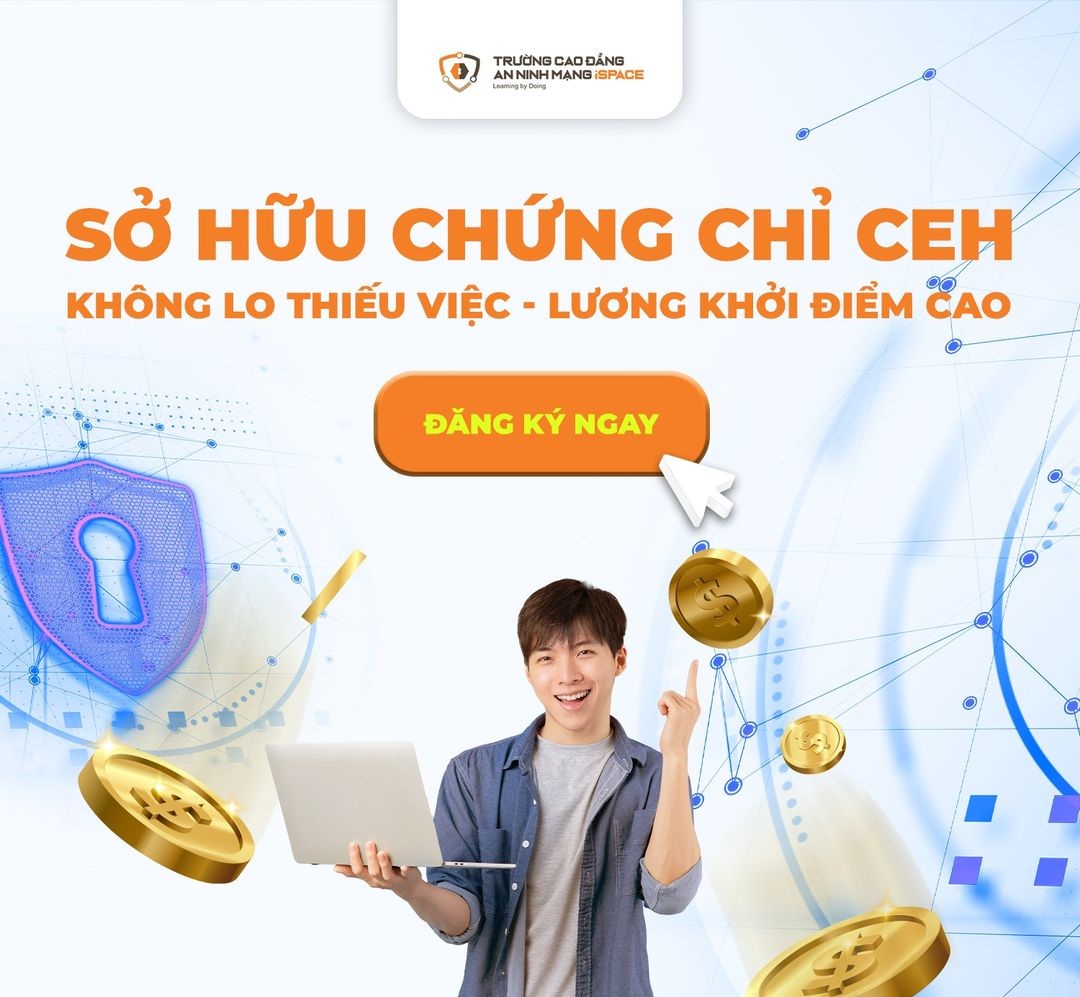 TRƯỜNG CAO ĐẲNG
AN NINH MẠNG iSPACE
Learning by Doing
SỞ HỮU CHỨNG CHỈ CEH
KHÔNG LO THIẾU VIỆC - LƯƠNG KHỞI ĐIỂM CAO
ĐĂNG KÝ NGAY